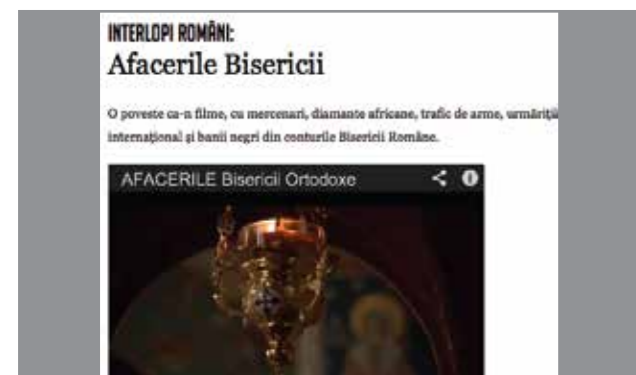 INTERLOPI ROMÂNI:
Afacerile Bisericii
O poveste ca-n filme, cu mercenari, diamante africane, trafic de arme, urmăriți
internațional și banii negri din conturile Bisericii Române.
AFACERILE Bisericii Ortodoxe